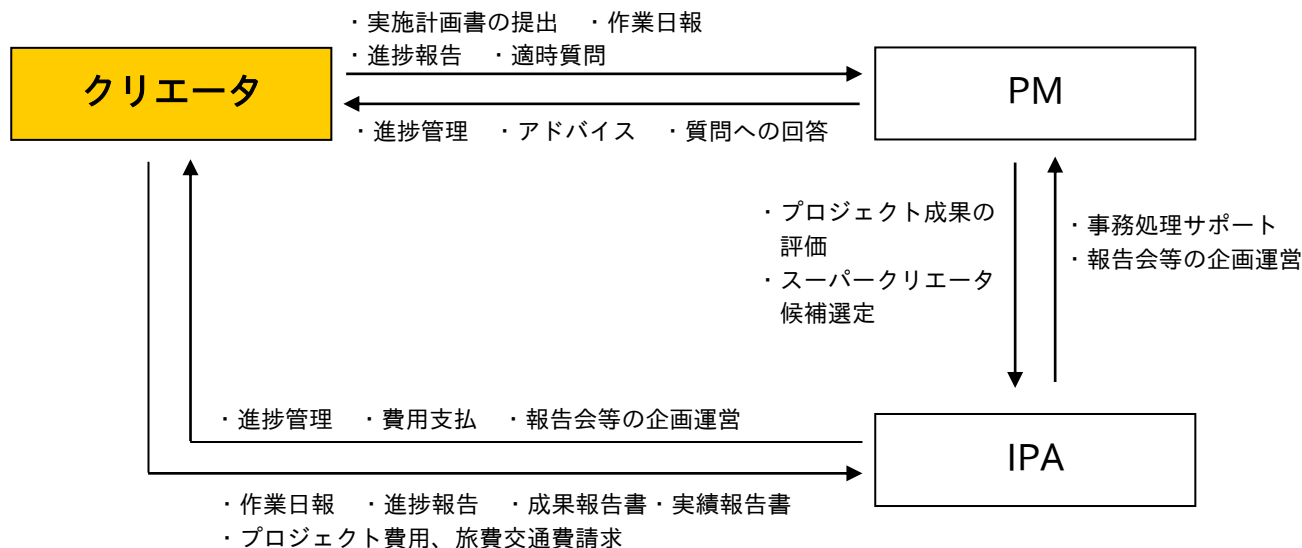 ・実施計画書の提出　・作業日報
・進捗報告　・適時質問
クリエータ
PM
・進捗管理　・アドバイス　・質問への回答
・プロジェクト成果の
評価
・スーパークリエータ
候補選定
・事務処理サポート
・報告会等の企画運営
・進捗管理　・費用支払　・報告会等の企画運営
IPA
・作業日報　・進捗報告　・成果報告書・実績報告書
・プロジェクト費用、旅費交通費請求